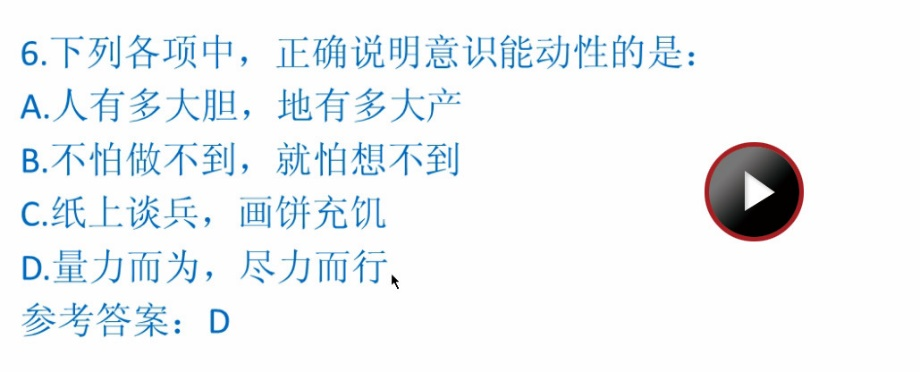 6.下列各项中，正确说明意识能动性的是：
A.人有多大胆，地有多大产
B.不怕做不到，就怕想不到
C.纸上谈兵，画饼充饥
D.量力而为，尽力而行
参考答案：D